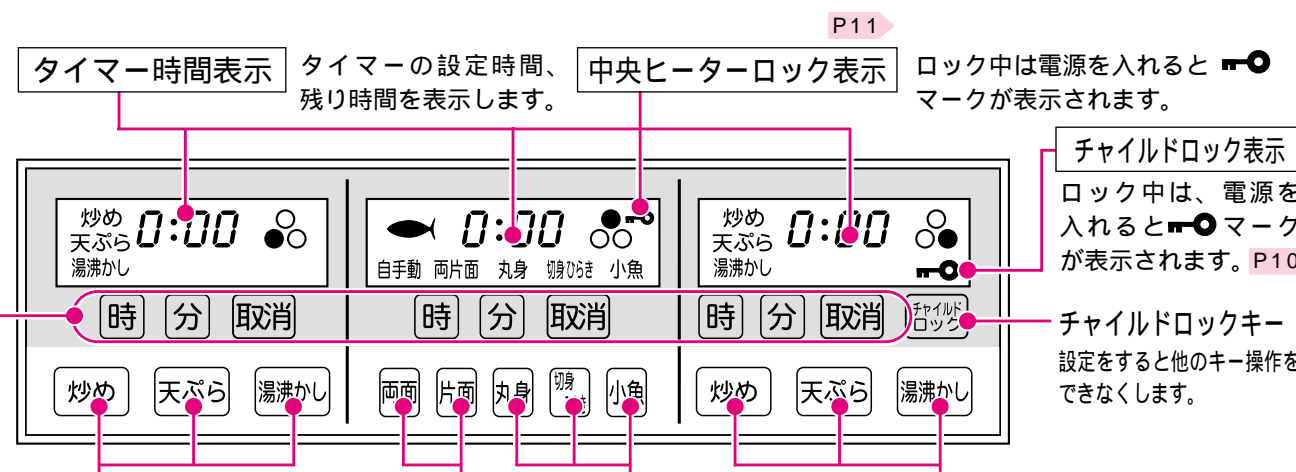 P11
タイマー時間表示
タイマーの設定時間、
残り時間を表示します。
中央ヒーターロック表示
ロック中は電源を入れると
マークが表示されます。
チャイルドロック表示
ロック中は、電源を
入れると マーク
が表示されます。P10
炒め
天ぷら
湯沸かし
0:00
0:00
自手動 両片面 丸身 切身ひらき 小魚
炒め
天ぷら
湯沸かし
0:00
時 分 取消
時 分 取消
時 分 取消
チャイルド
ロック
チャイルドロックキー
設定をすると他のキー操作を
できなくします。
炒め 天ぷら 湯沸かし
両面 片面 丸身 切身 小魚
炒め 天ぷら 湯沸かし